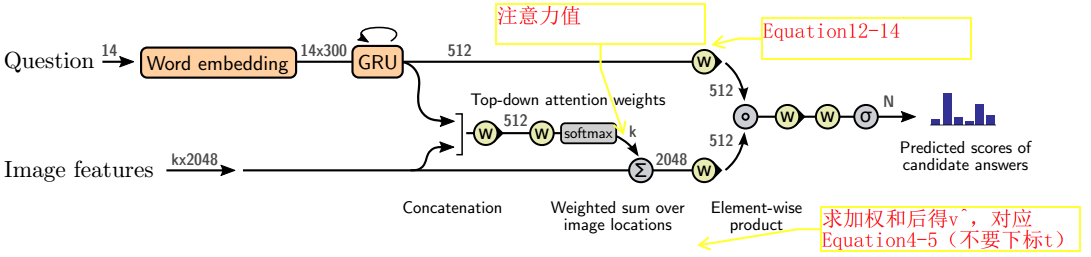 注意力值
Equation12-14
14
14x300
512
Question
Word embedding
GRU
w
512
Top-down attention weights
N
512
w
w
softmax
k
w
w
σ
kx2048
512
2048
Image features
Σ
w
Predicted scores of
candidate answers
Concatenation
Weighted sum over
image locations
Element-wise
product
求加权和后得v^, 对应
Equation4-5（不要下标t）